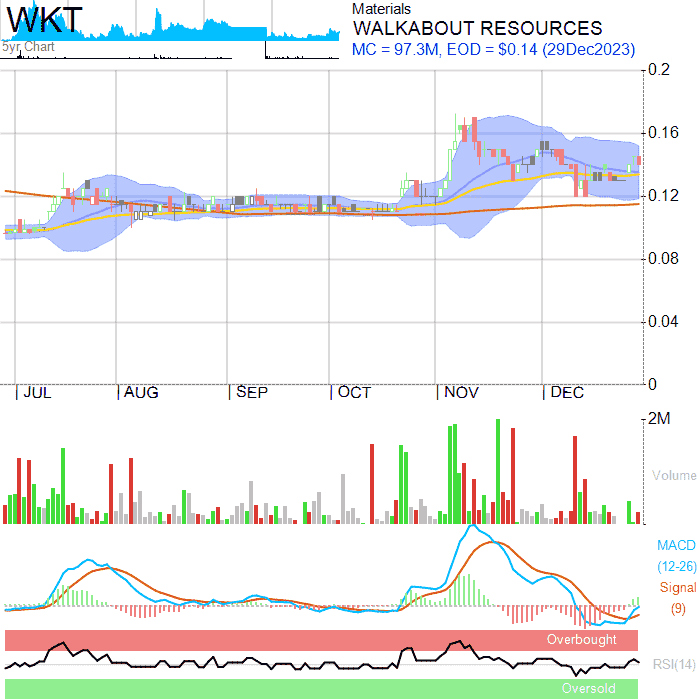 WKT
5yr Chart
Materials
WALKABOUT RESOURCES
MC = 97.3M, EOD = $0.14 (29Dec2023)
0.2
0.16
0.12
0.08
0.04
0
JUL
AUG
SEP
OCT
NOV
DEC
2M
Volume
MACD
(12-26)
Signal
(9)
Overbought
RSI(14)
Oversold